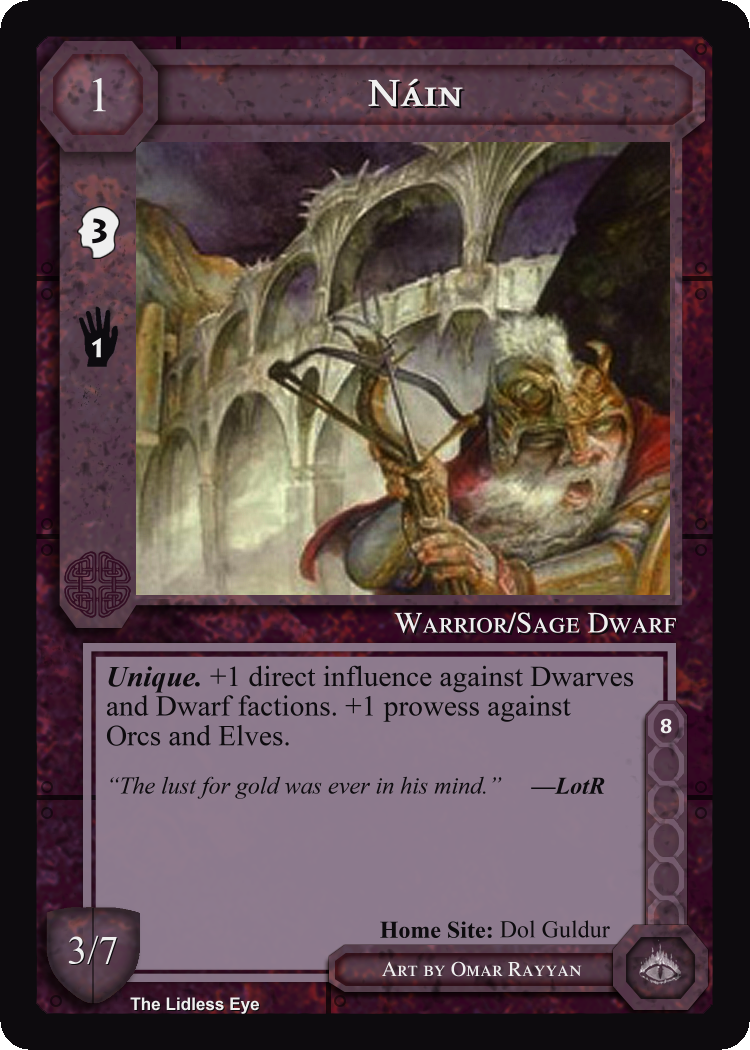 1
NÁIN
3
1
WARRIOR/SAGE DWARF
Unique. +1 direct influence against Dwarves
and Dwarf factions. +1 prowess against
Orcs and Elves.
8
“The lust for gold was ever in his mind.” —LotR
Home Site: Dol Guldur
3/7
ART BY OMAR RAYYAN
The Lidless Eye